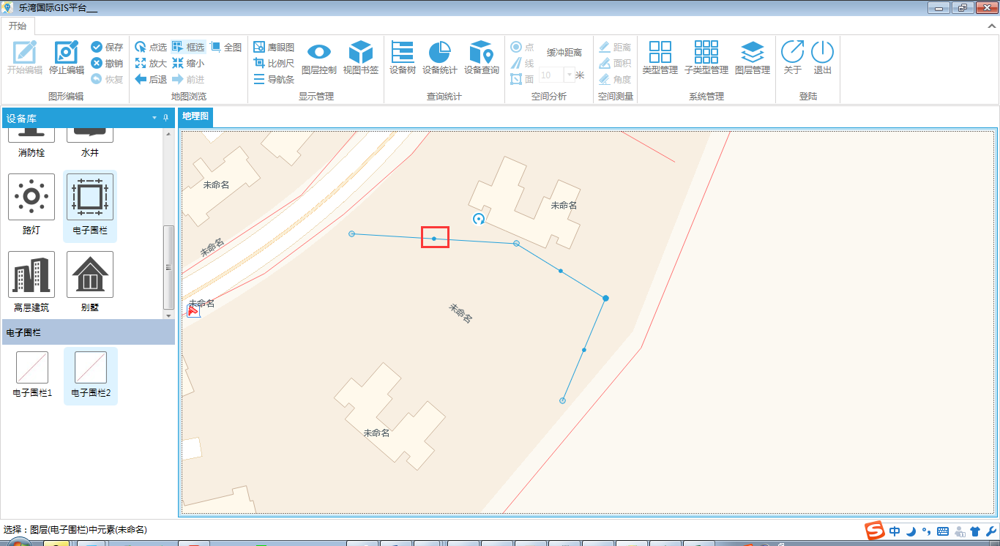 乐湾国际GIS平台__
开始
开始编辑 停止编辑 保存 撤销 恢复
图形编辑
点选 框选 全图
放大 缩小
后退 前进
地图浏览
鹰眼图
比例尺
导航条
图层控制 视图书签
显示管理
设备树 设备统计 设备查询
查询统计
点 缓冲距离
线
面 10 米
空间分析
距离
面积
角度
空间测量
类型管理 子类型管理 图层管理
系统管理
关于 退出
登陆
设备库
消防栓 水井
路灯 电子围栏
高层建筑 别墅
电子围栏
电子围栏1 电子围栏2
地理图
未命名
未命名
未命名
未命名
未命名
未命名
选择：图层(电子围栏)中元素(未命名)
S 中